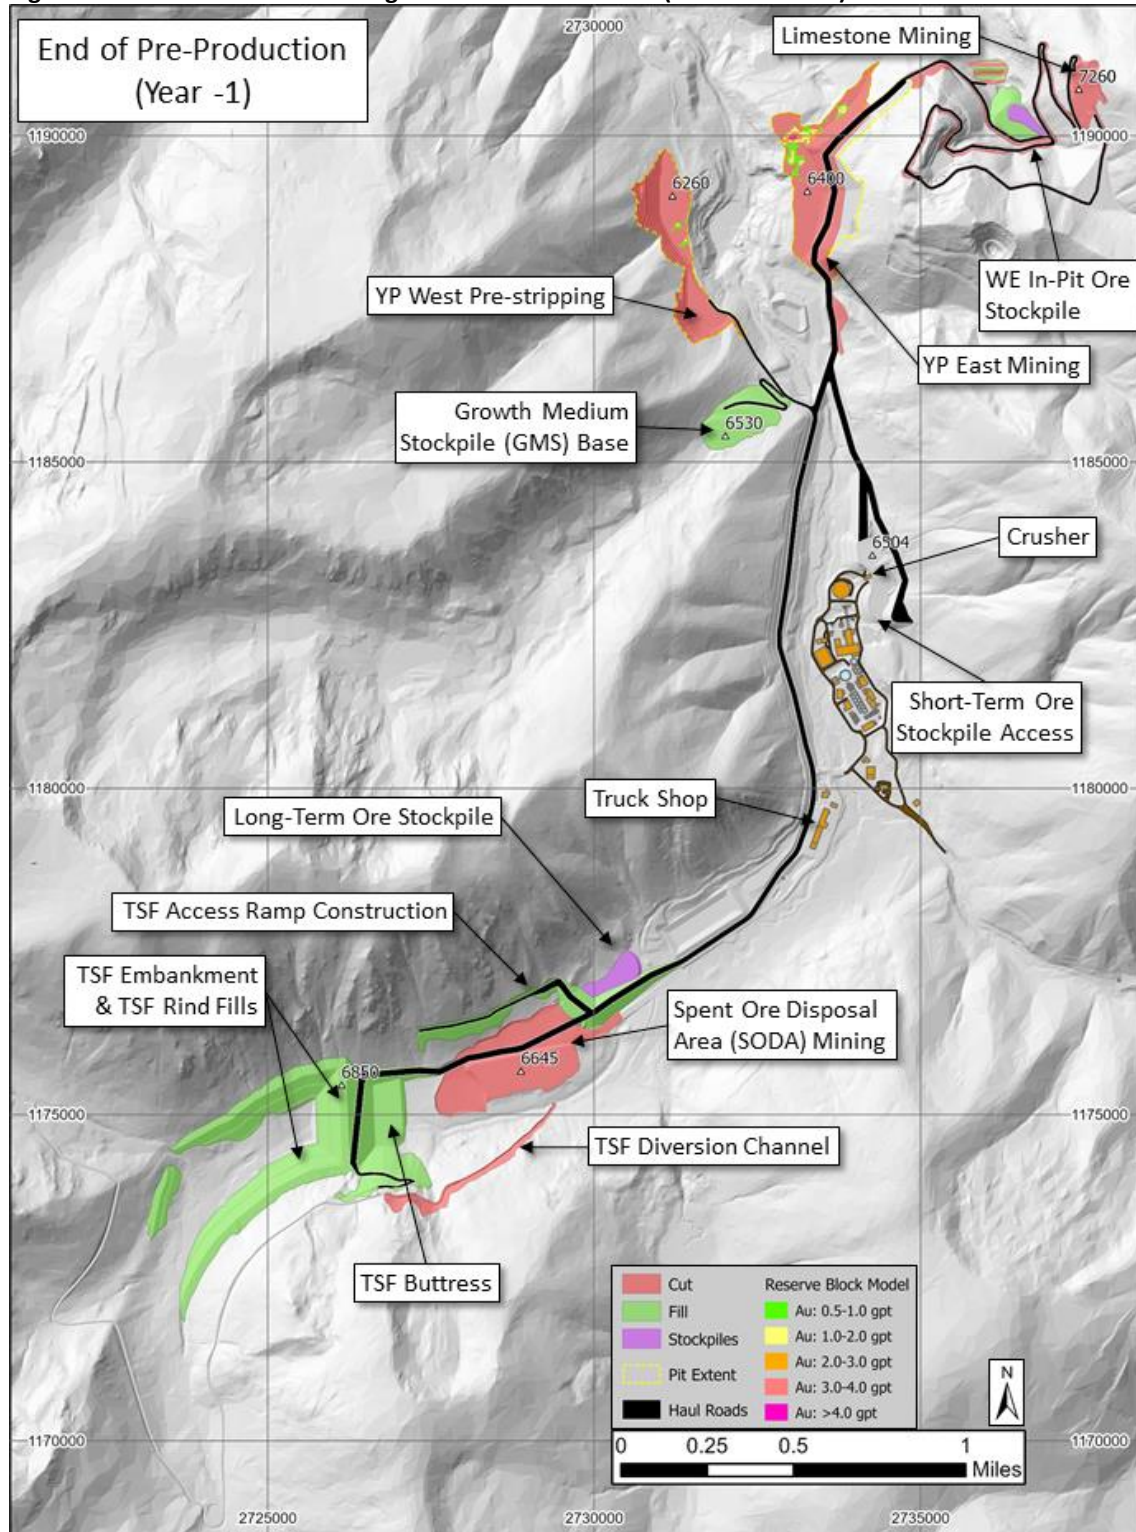 End of Pre-Production
(Year -1)
2730000
Limestone Mining
7260
1190000
1190000
6260
6400
YP West Pre-stripping
WE In-Pit Ore
Stockpile
YP East Mining
Growth Medium
Stockpile (GMS) Base
6530
1185000
1185000
6504
Crusher
Short-Term Ore
Stockpile Access
1180000
1180000
Truck Shop
Long-Term Ore Stockpile
TSF Access Ramp Construction
TSF Embankment
& TSF Rind Fills
Spent Ore Disposal
Area (SODA) Mining
6645
6850
1175000
1175000
TSF Diversion Channel
TSF Buttress
Cut
Fill
Stockpiles
Pit Extent
Haul Roads
Reserve Block Model
Au: 0.5-1.0 gpt
Au: 1.0-2.0 gpt
Au: 2.0-3.0 gpt
Au: 3.0-4.0 gpt
Au: >4.0 gpt
N
0 0.25 0.5 1
Miles
1170000
1170000
2725000
2730000
2735000